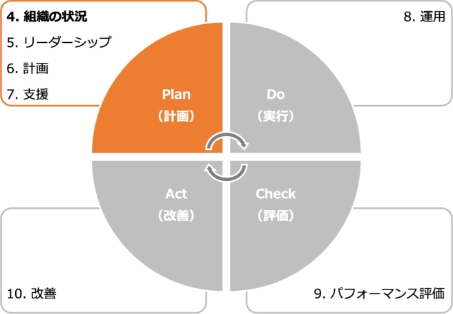 4. 組織の状況
5. リーダーシップ
6. 計画
7. 支援
8. 運用
Plan
（計画）
Do
（実行）
Act
（改善）
Check
（評価）
10. 改善
9. パフォーマンス評価